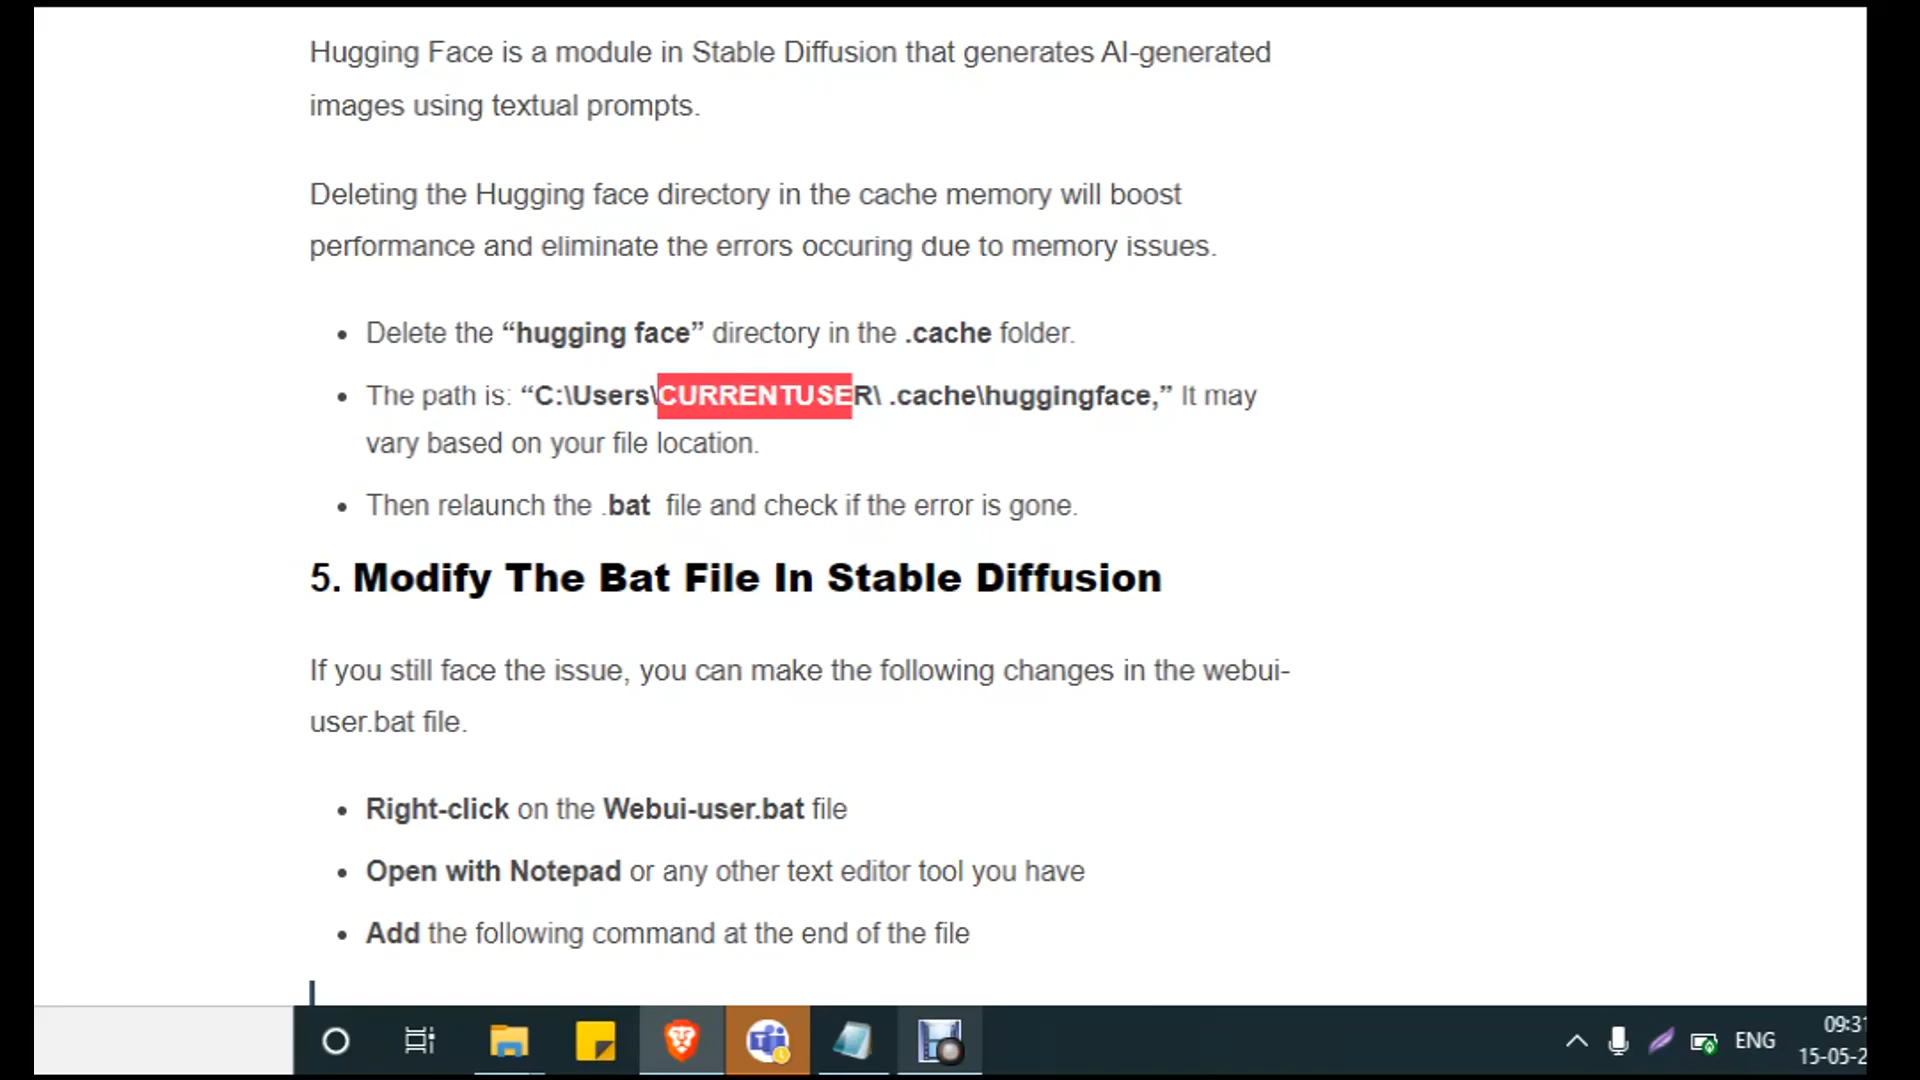 Hugging Face is a module in Stable Diffusion that generates AI-generated
images using textual prompts.
Deleting the Hugging face directory in the cache memory will boost
performance and eliminate the errors occuring due to memory issues.
• Delete the “hugging face” directory in the .cache folder.
• The path is: “C:\Users\CURRENTUSER\ .cache\huggingface,” It may
vary based on your file location.
• Then relaunch the .bat file and check if the error is gone.
5. Modify The Bat File In Stable Diffusion
If you still face the issue, you can make the following changes in the webui-
user.bat file.
• Right-click on the Webui-user.bat file
• Open with Notepad or any other text editor tool you have
• Add the following command at the end of the file
ENG
09:31
15-05-2